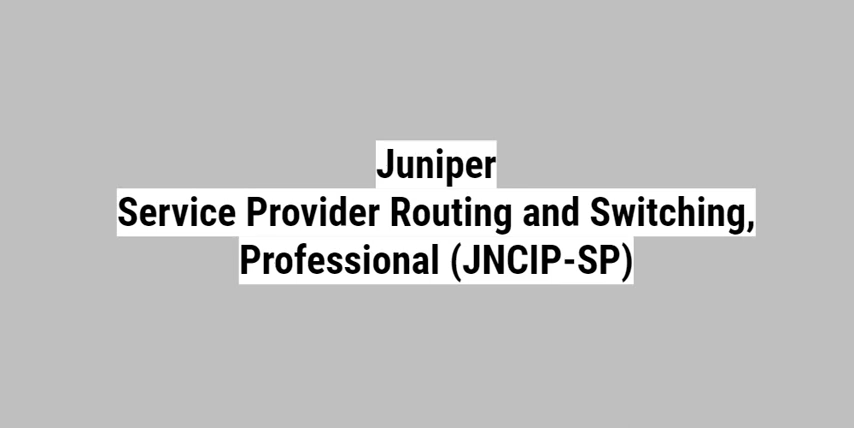 Juniper
Service Provider Routing and Switching,
Professional (JNCIP-SP)